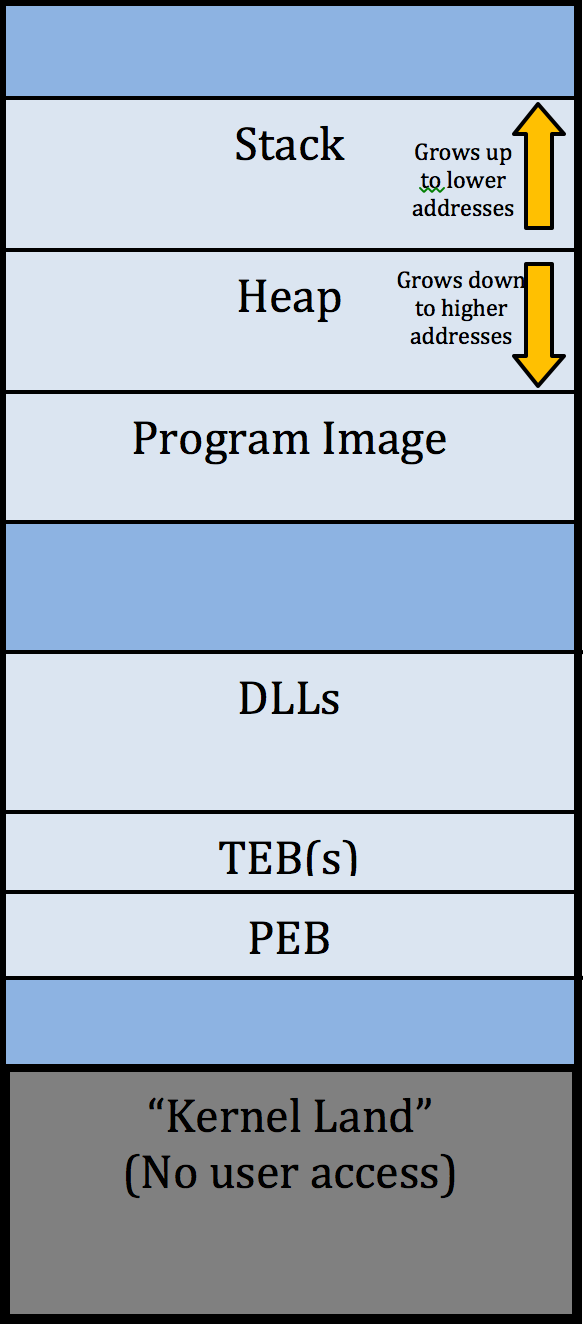 Stack
Grows up
to lower
addresses
Heap
Grows down
to higher
addresses
Program Image
DLLs
TEB(s)
PEB
“Kernel Land”
(No user access)